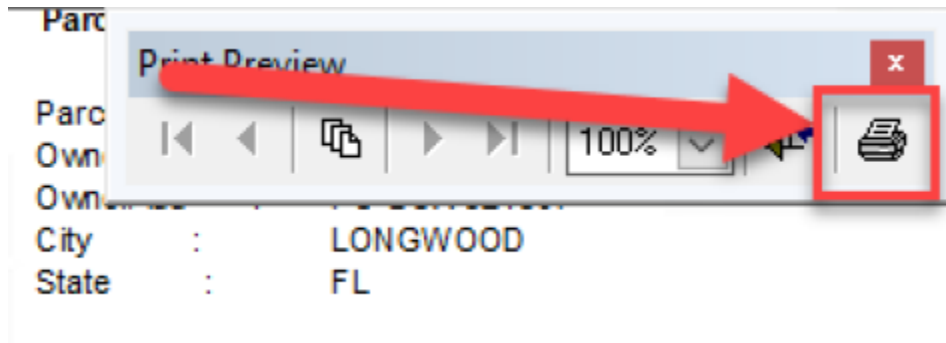 Parc
Print Preview
x
Parc
100%
Own
City : LONGWOOD
State : FL